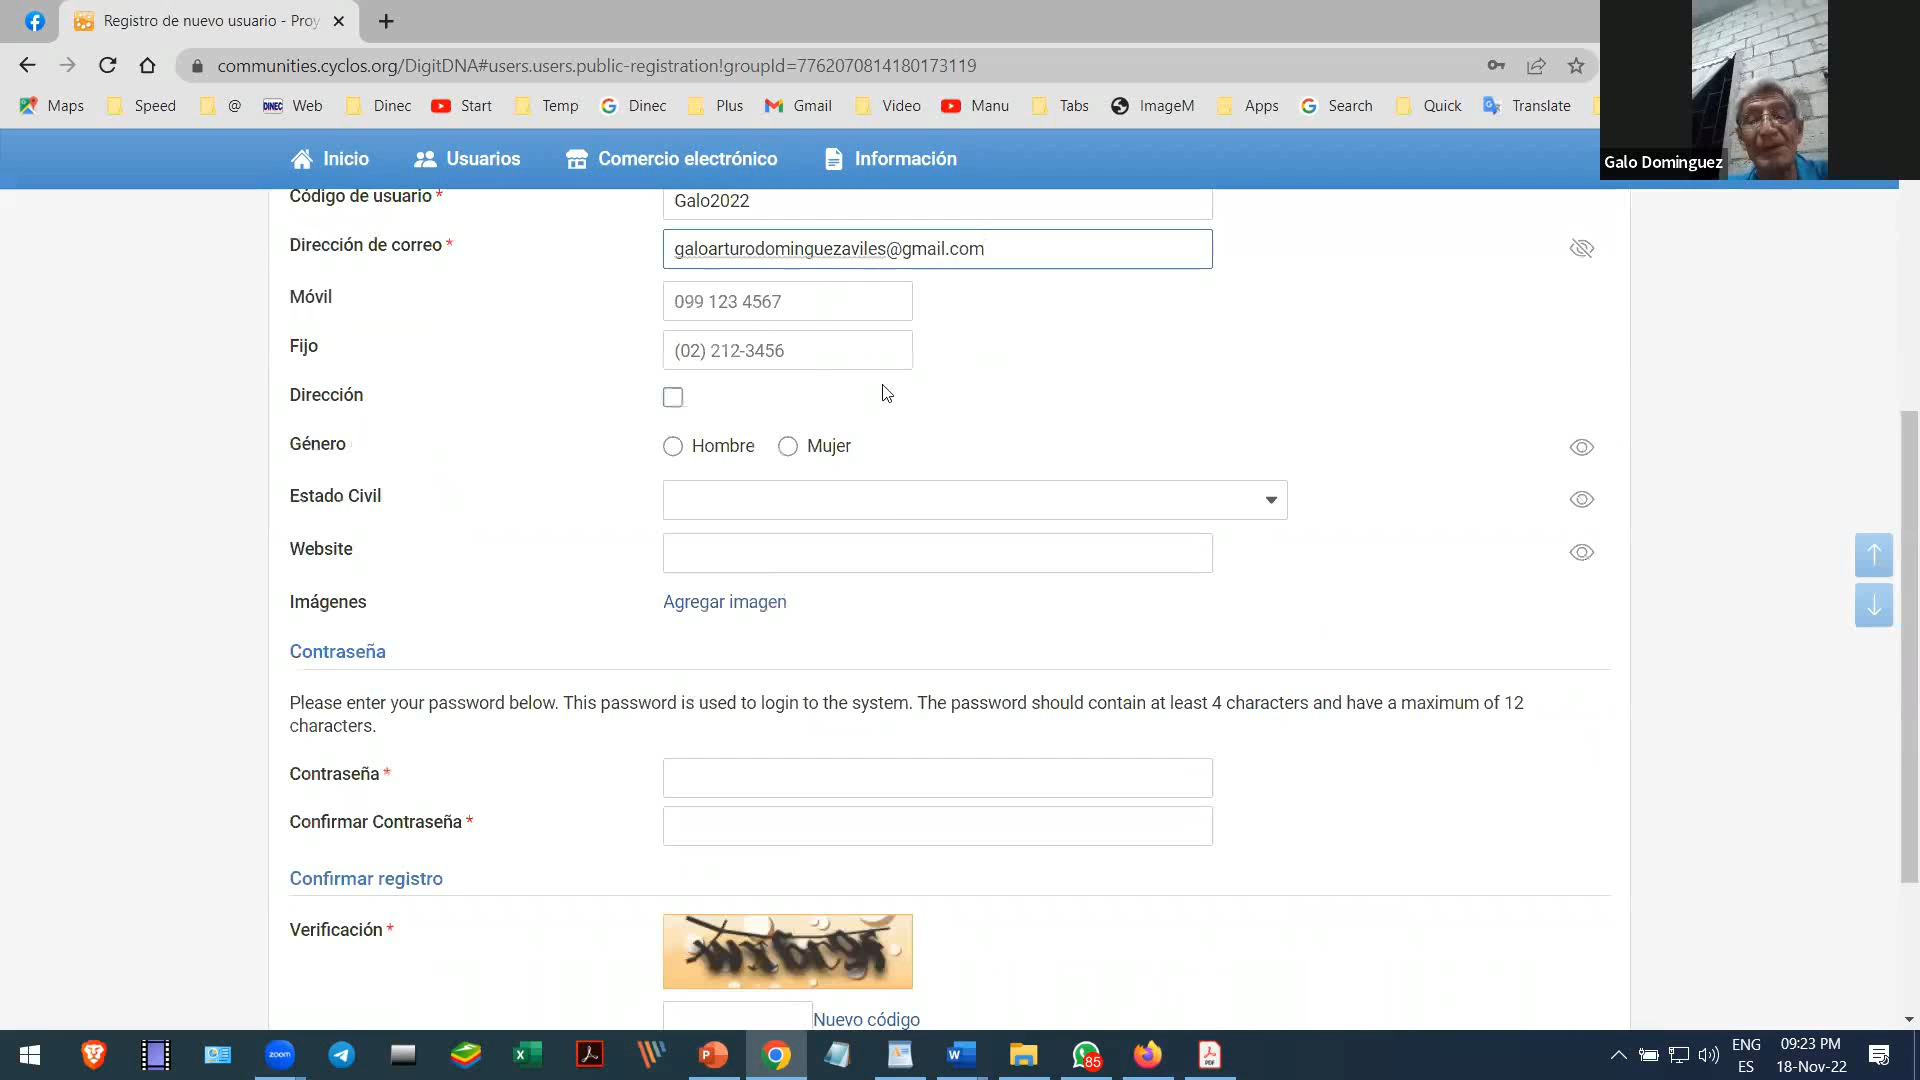 Registro de nuevo usuario - Proy
communities.cyclos.org/DigitDNA#users.users.public-registration!groupId=7762070814180173119
Maps Speed @ DINEC Web Dinec Start Temp Dinec Plus Gmail Video Manu Tabs ImageM Apps Search Quick Translate
Galo Dominguez
Inicio Usuarios Comercio electrónico Información
Código de usuario * Galo2022
Dirección de correo * galoarturodominguezaviles@gmail.com
Móvil 099 123 4567
Fijo (02) 212-3456
Dirección
Género Hombre Mujer
Estado Civil
Website
Imágenes Agregar imagen
Contraseña
Please enter your password below. This password is used to login to the system. The password should contain at least 4 characters and have a maximum of 12
characters.
Contraseña *
Confirmar Contraseña *
Confirmar registro
Verificación *
Nuevo código
zoom 85 ENG 09:23 PM
ES 18-Nov-22